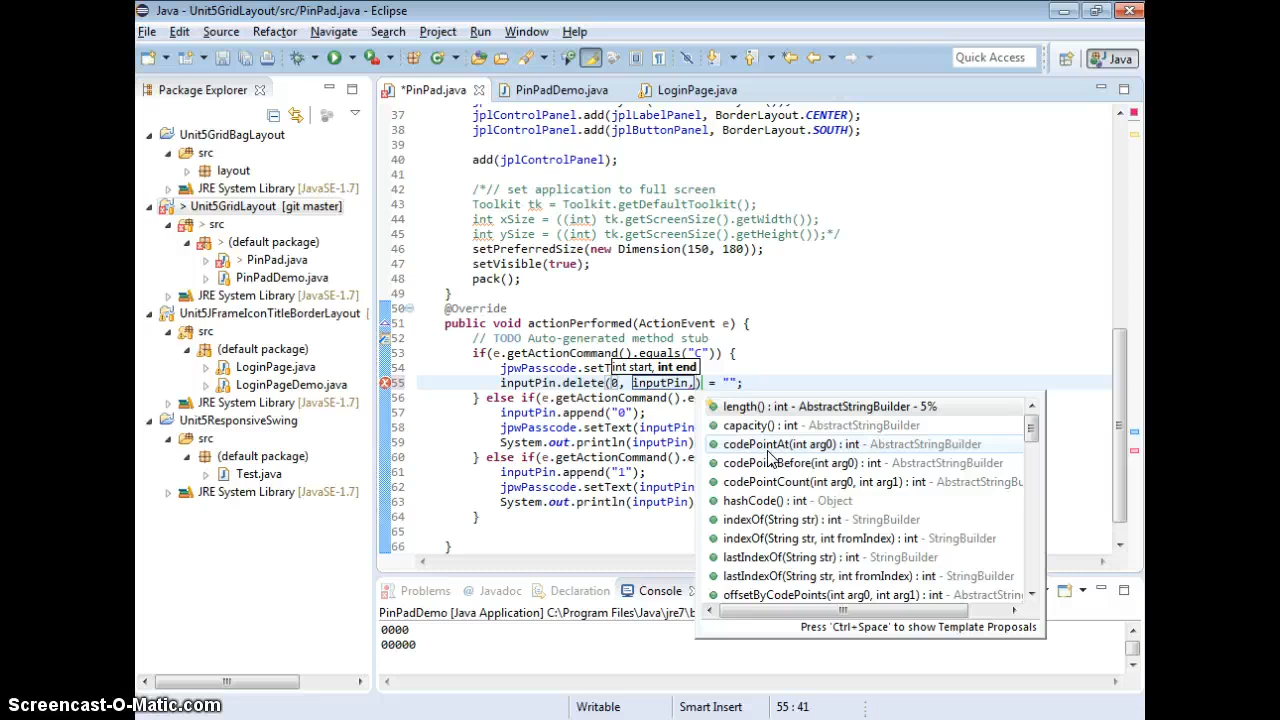 Java - Unit5GridLayout/src/PinPad.java - Eclipse
File Edit Source Refactor Navigate Search Project Run Window Help
Quick Access
Java
Package Explorer
*PinPad.java
PinPadDemo.java
LoginPage.java
Unit5GridBagLayout
src
layout
JRE System Library [JavaSE-1.7]
> Unit5GridLayout [git master]
> src
> (default package)
> PinPad.java
PinPadDemo.java
JRE System Library [JavaSE-1.7]
Unit5JFrameIconTitleBorderLayout [
src
(default package)
LoginPage.java
LoginPageDemo.java
JRE System Library [JavaSE-1.7]
Unit5ResponsiveSwing
src
(default package)
Test.java
JRE System Library [JavaSE-1.7]
37 jplControlPanel.add(jplLabelPanel, BorderLayout.CENTER);
38 jplControlPanel.add(jplButtonPanel, BorderLayout.SOUTH);
39
40 add(jplControlPanel);
41
42 /*// set application to full screen
43 Toolkit tk = Toolkit.getDefaultToolkit();
44 int xSize = ((int) tk.getScreenSize().getWidth());
45 int ySize = ((int) tk.getScreenSize().getHeight());*/
46 setPreferredSize(new Dimension(150, 180));
47 setVisible(true);
48 pack();
49 }
50 @Override
51 public void actionPerformed(ActionEvent e) {
52 // TODO Auto-generated method stub
53 if(e.getActionCommand().equals("C")) {
54 jpwPasscode.setT
int start, int end
55 inputPin.delete(0, inputPin.) = "";
56 } else if(e.getActionCommand().e
57 inputPin.append("0");
58 jpwPasscode.setText(inputPin
59 System.out.println(inputPin)
60 } else if(e.getActionCommand().e
61 inputPin.append("1");
62 jpwPasscode.setText(inputPin
63 System.out.println(inputPin)
64 }
65
66 }
length() : int - AbstractStringBuilder - 5%
capacity() : int - AbstractStringBuilder
codePointAt(int arg0) : int - AbstractStringBuilder
codePointBefore(int arg0) : int - AbstractStringBuilder
codePointCount(int arg0, int arg1) : int - AbstractStringBu
hashCode() : int - Object
indexOf(String str) : int - StringBuilder
indexOf(String str, int fromIndex) : int - StringBuilder
lastIndexOf(String str) : int - StringBuilder
lastIndexOf(String str, int fromIndex) : int - StringBuilder
offsetByCodePoints(int arg0, int arg1) : int - AbstractStrin
Press 'Ctrl+Space' to show Template Proposals
Problems
Javadoc
Declaration
Console
PinPadDemo [Java Application] C:\Program Files\Java\jre7\b
0000
00000
Writable
Smart Insert
55 : 41
Screencast-O-Matic.com